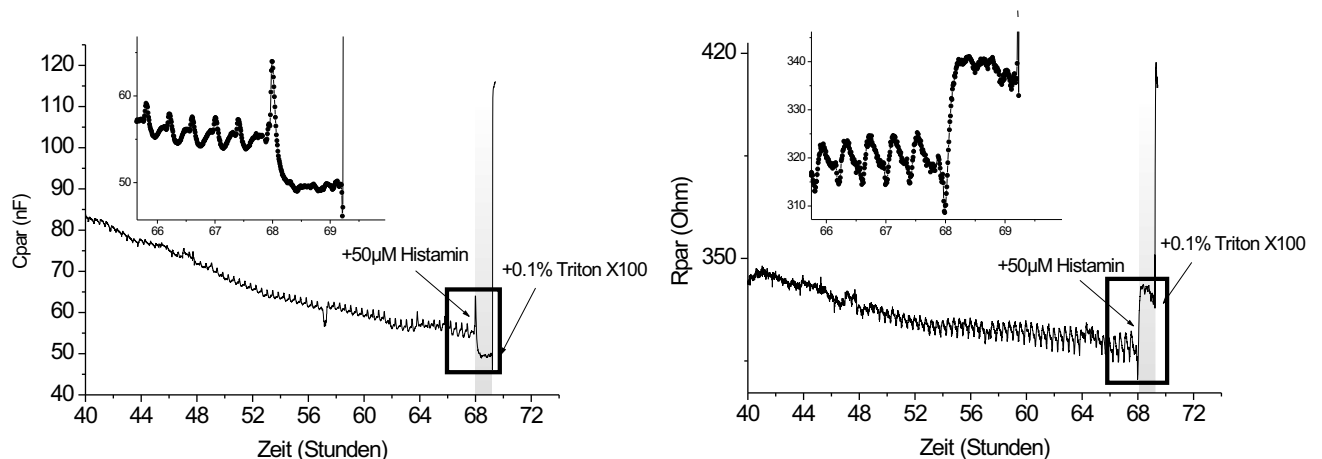 120
110
100
90
80
70
60
50
40
Cpar (nF)
60
50
66 67 68 69
+50µM Histamin
+0.1% Triton X100
40 44 48 52 56 60 64 68 72
Zeit (Stunden)
420
350
Rpar (Ohm)
340
330
320
310
66 67 68 69
+50µM Histamin
+0.1% Triton X100
40 44 48 52 56 60 64 68 72
Zeit (Stunden)